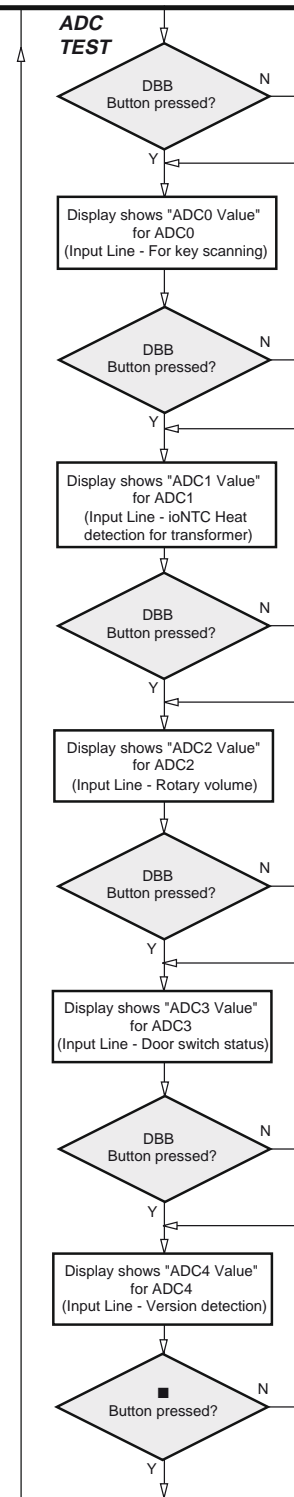 ADC
TEST
DBB
Button pressed?
N
Y
Display shows "ADC0 Value"
for ADC0
(Input Line - For key scanning)
DBB
Button pressed?
N
Y
Display shows "ADC1 Value"
for ADC1
(Input Line - ioNTC Heat
detection for transformer)
DBB
Button pressed?
N
Y
Display shows "ADC2 Value"
for ADC2
(Input Line - Rotary volume)
DBB
Button pressed?
N
Y
Display shows "ADC3 Value"
for ADC3
(Input Line - Door switch status)
DBB
Button pressed?
N
Y
Display shows "ADC4 Value"
for ADC4
(Input Line - Version detection)
■
Button pressed?
N
Y